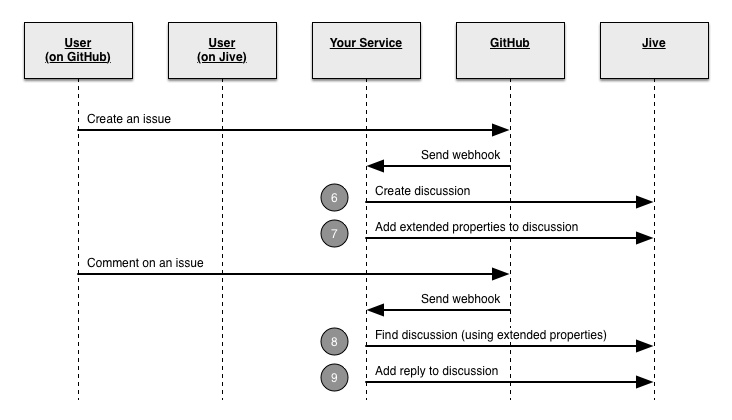 User
(on GitHub)
User
(on Jive)
Your Service
GitHub
Jive
Create an issue
Send webhook
6
Create discussion
7
Add extended properties to discussion
Comment on an issue
Send webhook
8
Find discussion (using extended properties)
9
Add reply to discussion